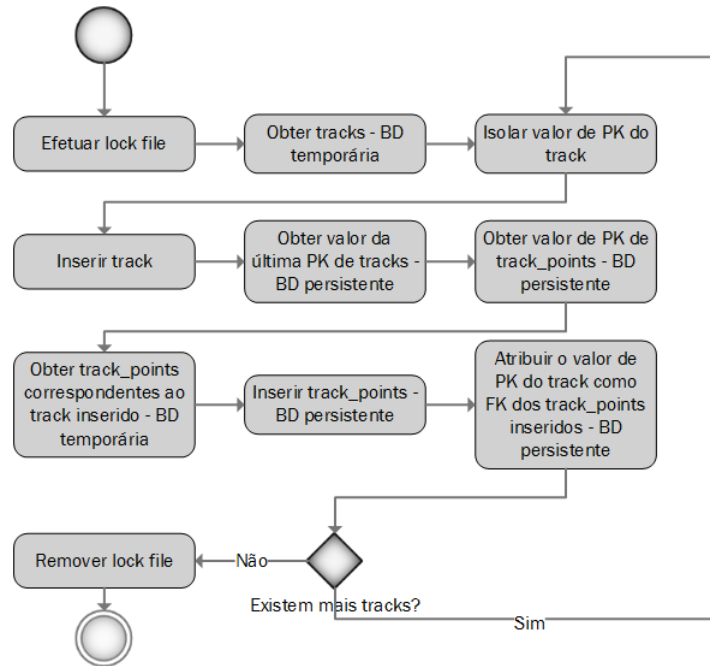 Efetuar lock file
Obter tracks - BD
temporária
Isolar valor de PK do
track
Inserir track
Obter valor da
última PK de tracks -
BD persistente
Obter valor de PK de
track_points - BD
persistente
Obter track_points
correspondentes ao
track inserido - BD
temporária
Inserir track_points -
BD persistente
Atribuir o valor de
PK do track como
FK dos track_points
inseridos - BD
persistente
Remover lock file
Não
Existem mais tracks?
Sim